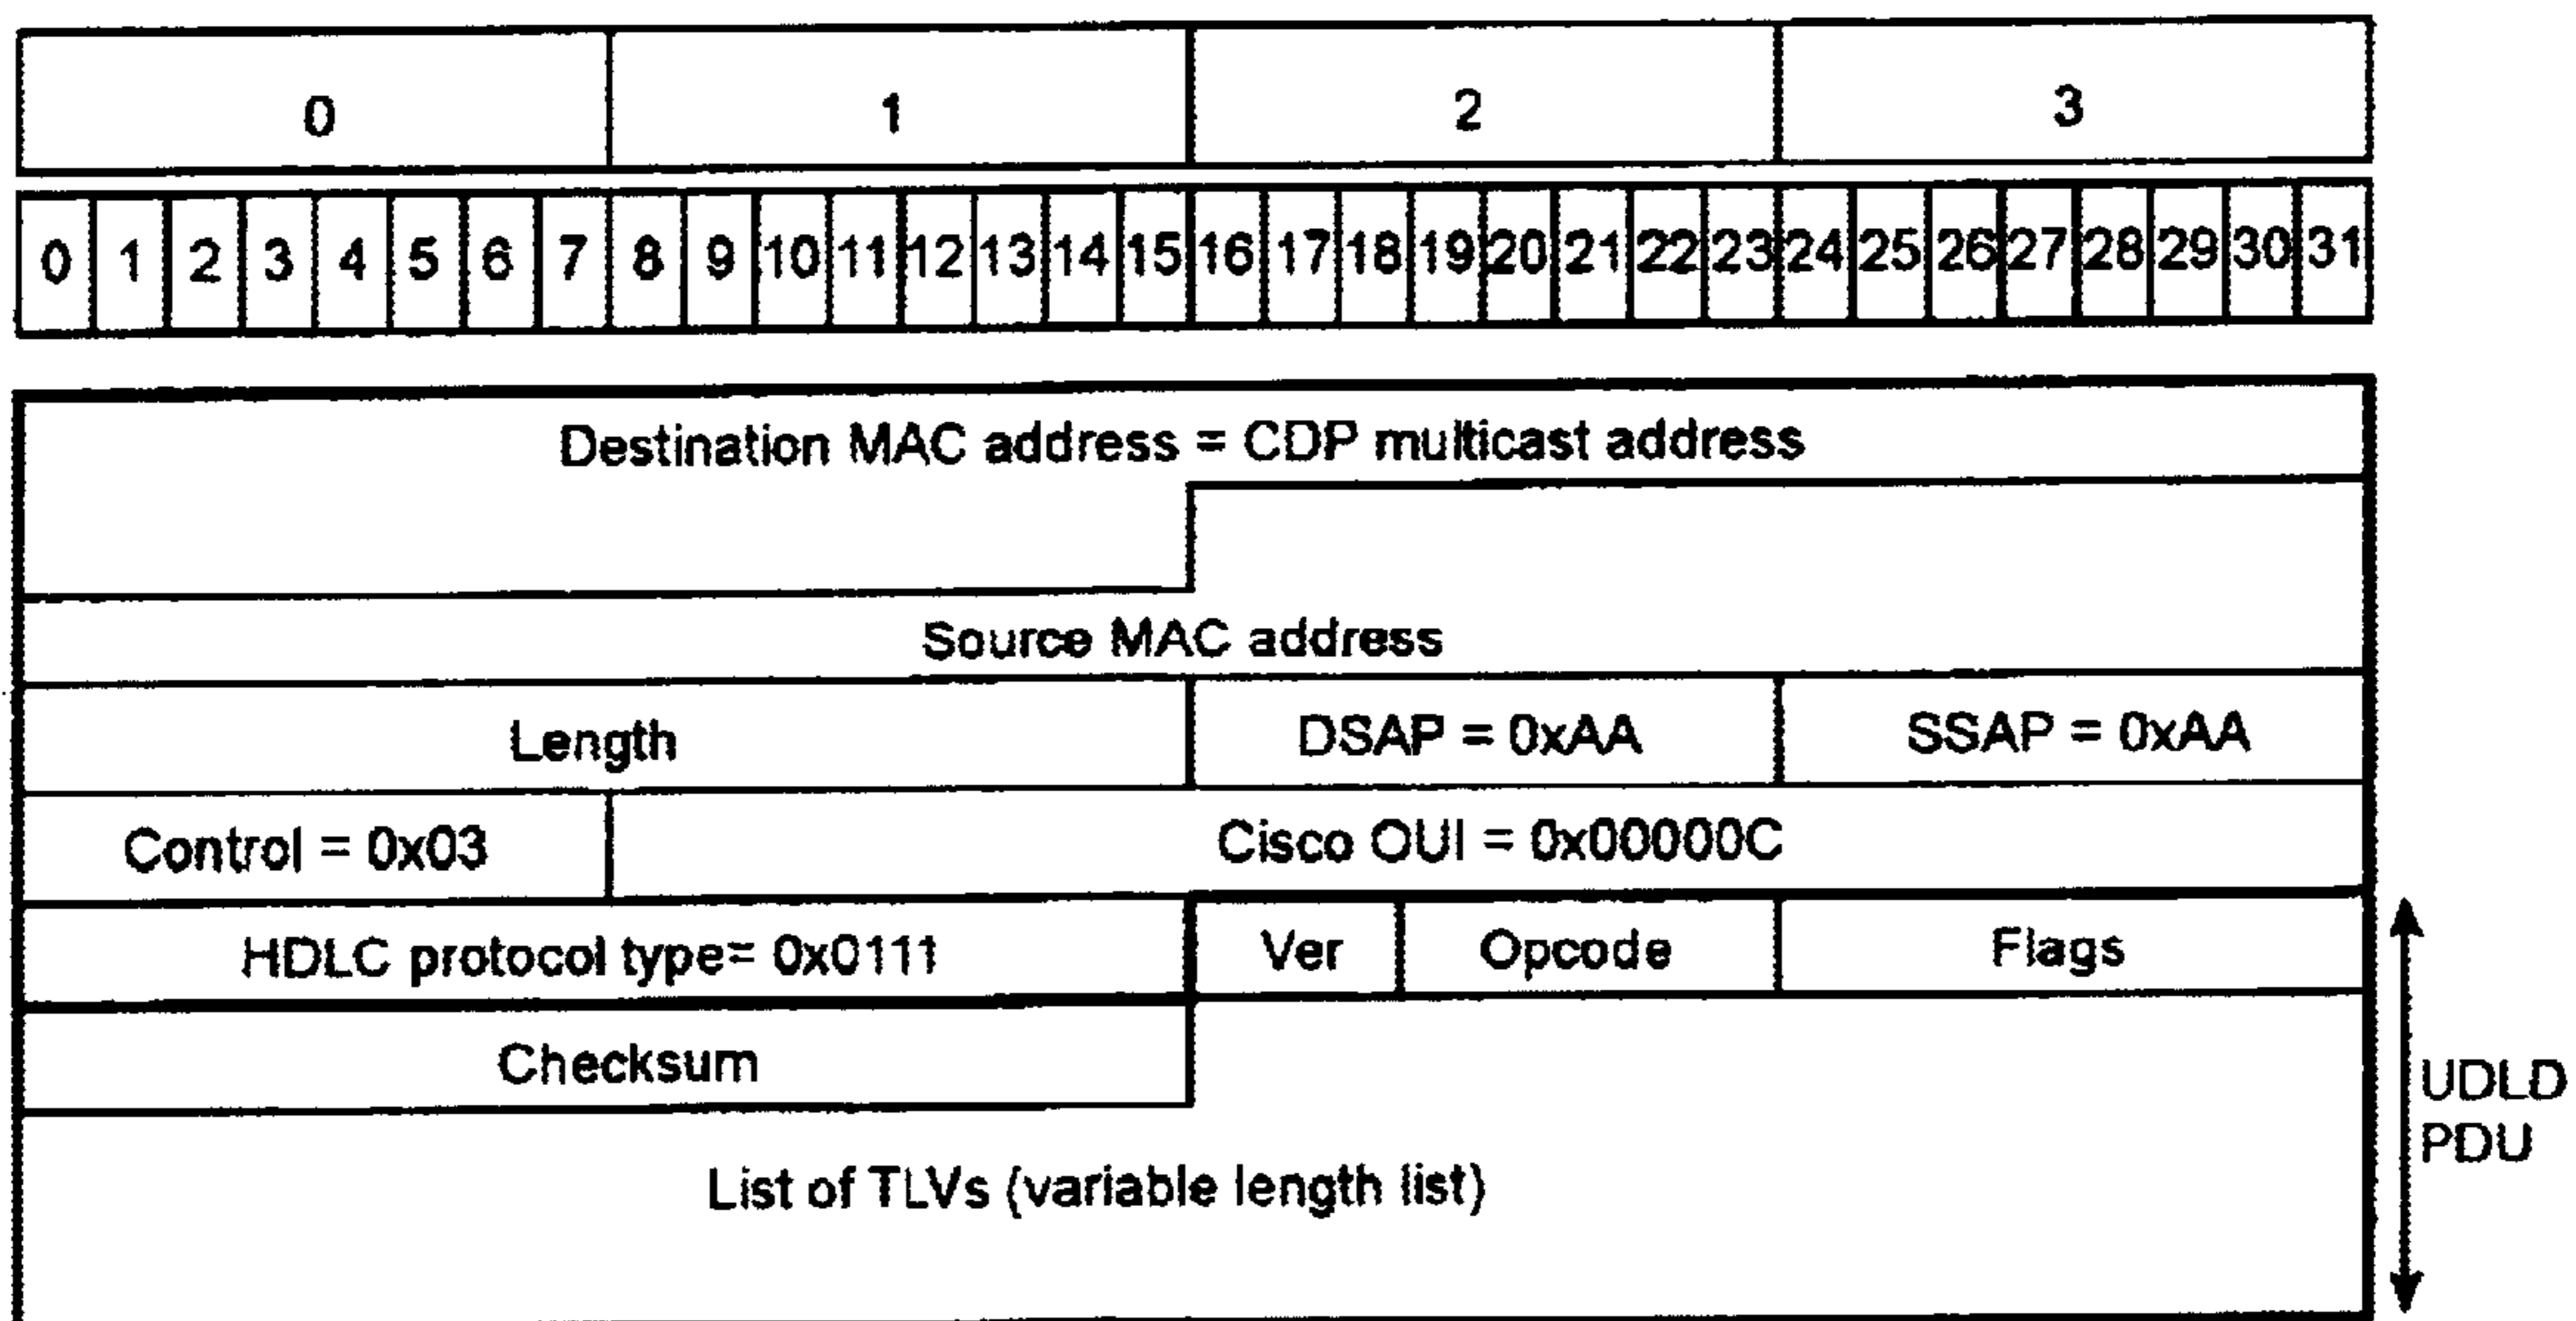 0 1 2 3
0 1 2 3 4 5 6 7 8 9 10 11 12 13 14 15 16 17 18 19 20 21 22 23 24 25 26 27 28 29 30 31
Destination MAC address = CDP multicast address
Source MAC address
Length DSAP = 0xAA SSAP = 0xAA
Control = 0x03 Cisco OUI = 0x00000C
HDLC protocol type= 0x0111 Ver Opcode Flags
Checksum
UDLD
PDU
List of TLVs (variable length list)